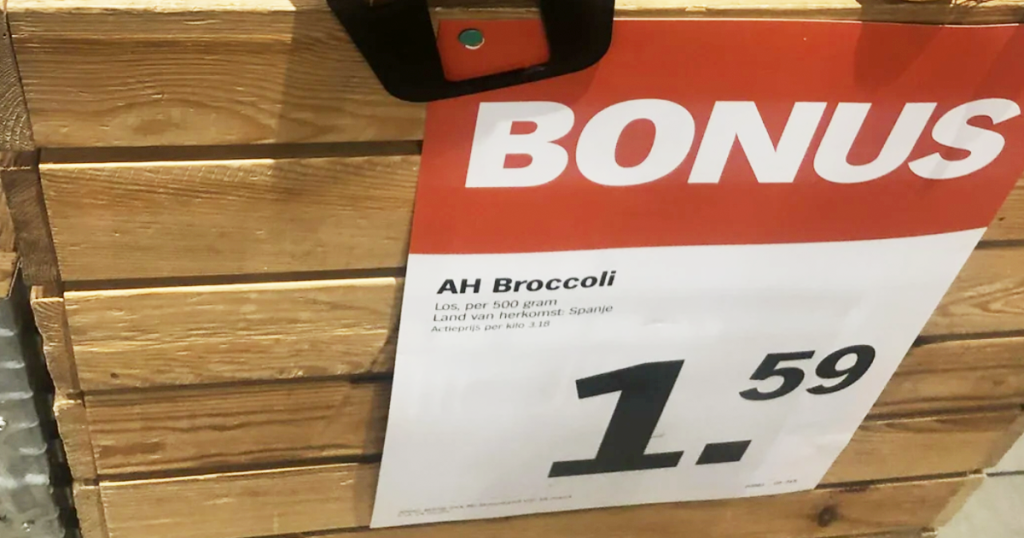 BONUS
AH Broccoli
Los, per 500 gram
Land van herkomst: Spanje
Actieprijs per kilo 3.18
1.59